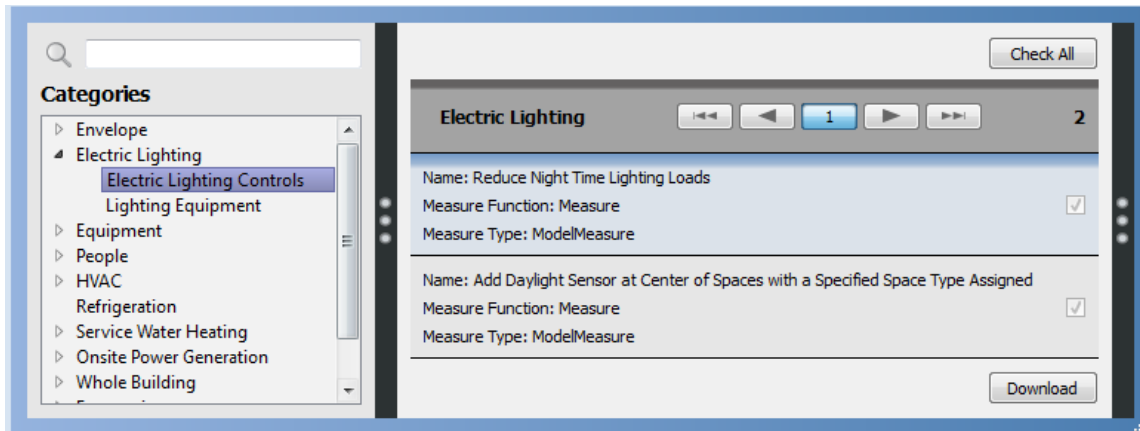 Check All
Categories
Envelope
Electric Lighting
Electric Lighting Controls
Lighting Equipment
Equipment
People
HVAC
Refrigeration
Service Water Heating
Onsite Power Generation
Whole Building
Electric Lighting
1
2
Name: Reduce Night Time Lighting Loads
Measure Function: Measure
Measure Type: ModelMeasure
Name: Add Daylight Sensor at Center of Spaces with a Specified Space Type Assigned
Measure Function: Measure
Measure Type: ModelMeasure
Download